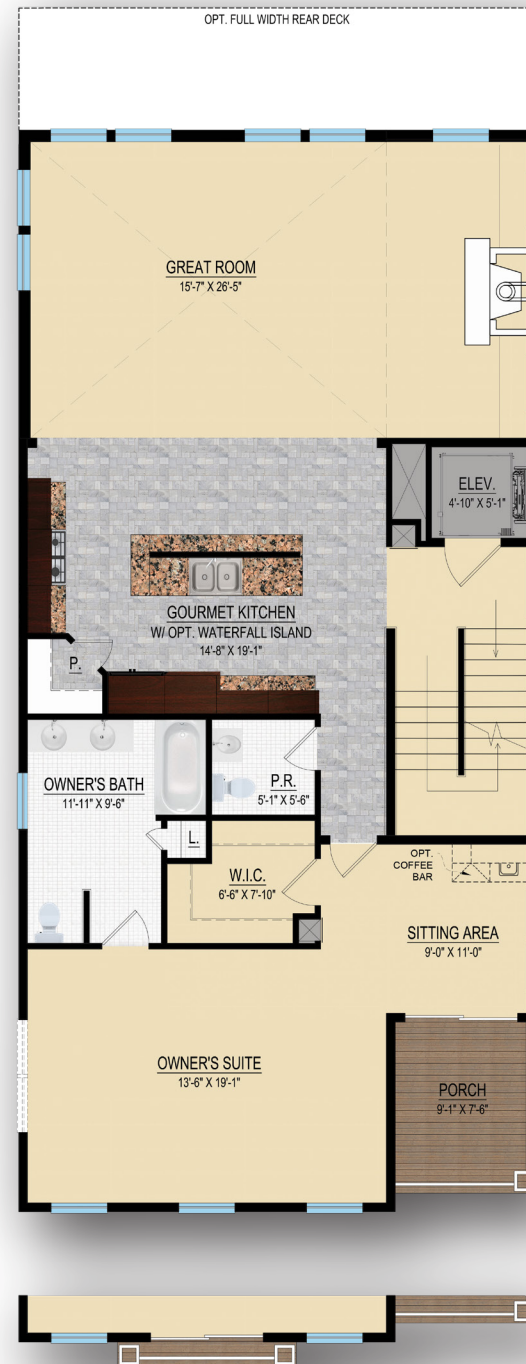 OPT. FULL WIDTH REAR DECK
GREAT ROOM
15'-7" X 26'-5"
ELEV.
4'-10" X 5'-1"
GOURMET KITCHEN
W/ OPT. WATERFALL ISLAND
14'-8" X 19'-1"
P.
OWNER'S BATH
11'-11" X 9'-6"
P.R.
5'-1" X 5'-6"
L.
W.I.C.
6'-6" X 7'-10"
OPT.
COFFEE
BAR
SITTING AREA
9'-0" X 11'-0"
OWNER'S SUITE
13'-6" X 19'-1"
PORCH
9'-1" X 7'-6"